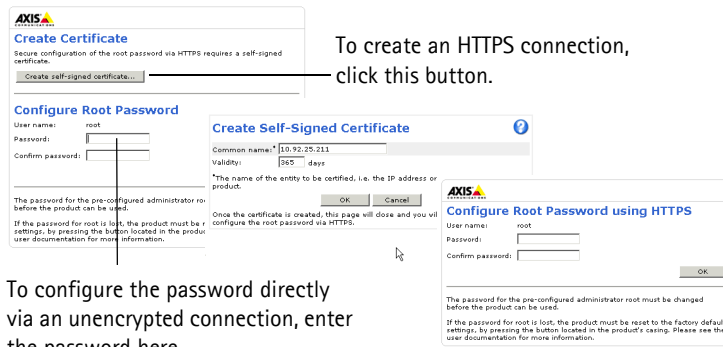 AXIS
COMMUNICATIONS
Create Certificate
Secure configuration of the root password via HTTPS requires a self-signed
certificate.
Create self-signed certificate...
To create an HTTPS connection,
click this button.
Configure Root Password
User name: root
Password:
Confirm password:
The password for the pre-configured administrator ro
before the product can be used.
If the password for root is lost, the product must be r
settings, by pressing the button located in the produc
user documentation for more information.
Create Self-Signed Certificate
Common name:* 10.92.25.211
Validity: 365 days
*The name of the entity to be certified, i.e. the IP address or
product.
OK Cancel
Once the certificate is created, this page will close and you wil
configure the root password via HTTPS.
AXIS
COMMUNICATIONS
Configure Root Password using HTTPS
User name: root
Password:
Confirm password:
OK
The password for the pre-configured administrator root must be changed
before the product can be used.
If the password for root is lost, the product must be reset to the factory defaul
settings, by pressing the button located in the product's casing. Please see the
user documentation for more information.
To configure the password directly
via an unencrypted connection, enter
the password here